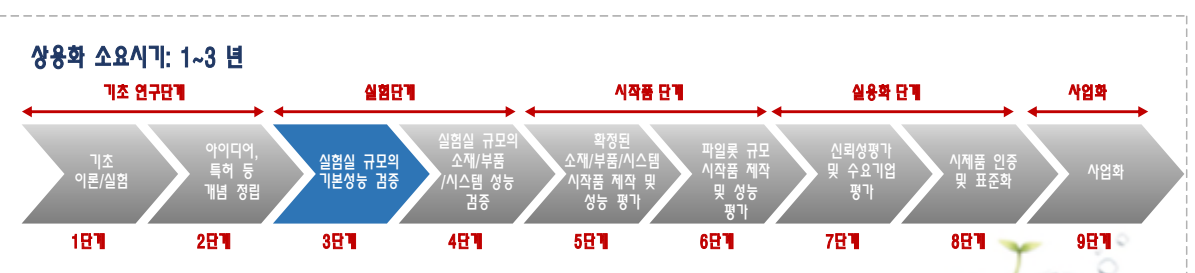 상용화 소요시기: 1~3 년
기초 연구단계
실험단계
시작품 단계
실용화 단계
사업화
기초
이론/실험
아이디어,
특허 등
개념 정립
실험실 규모의
기본성능 검증
실험실 규모의
소재/부품
/시스템 성능
검증
확정된
소재/부품/시스템
시작품 제작 및
성능 평가
파일롯 규모
시작품 제작
및 성능
평가
신뢰성평가
및 수요기업
평가
시제품 인증
및 표준화
사업화
1단계
2단계
3단계
4단계
5단계
6단계
7단계
8단계
9단계